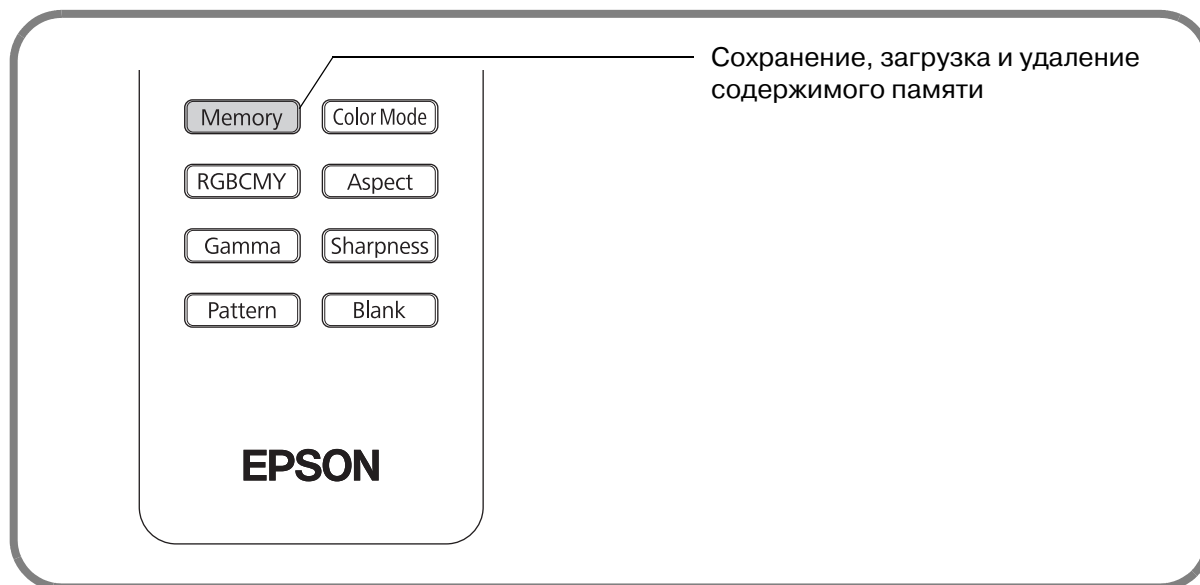 Сохранение, загрузка и удаление
содержимого памяти
Memory Color Mode
RGBCMY Aspect
Gamma Sharpness
Pattern Blank
EPSON